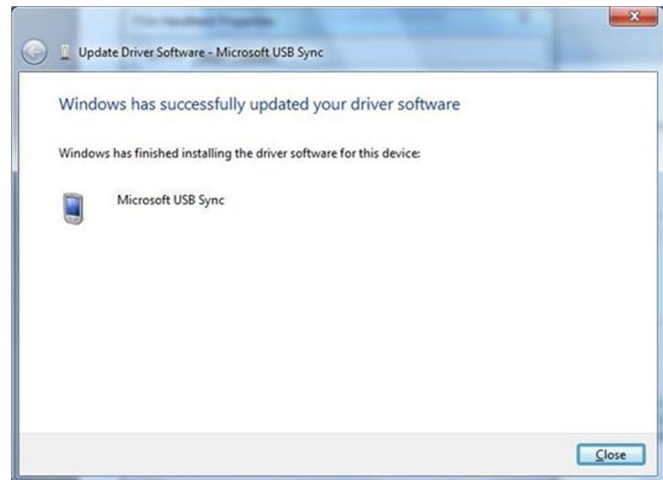 Update Driver Software - Microsoft USB Sync
Windows has successfully updated your driver software
Windows has finished installing the driver software for this device:
Microsoft USB Sync
Close